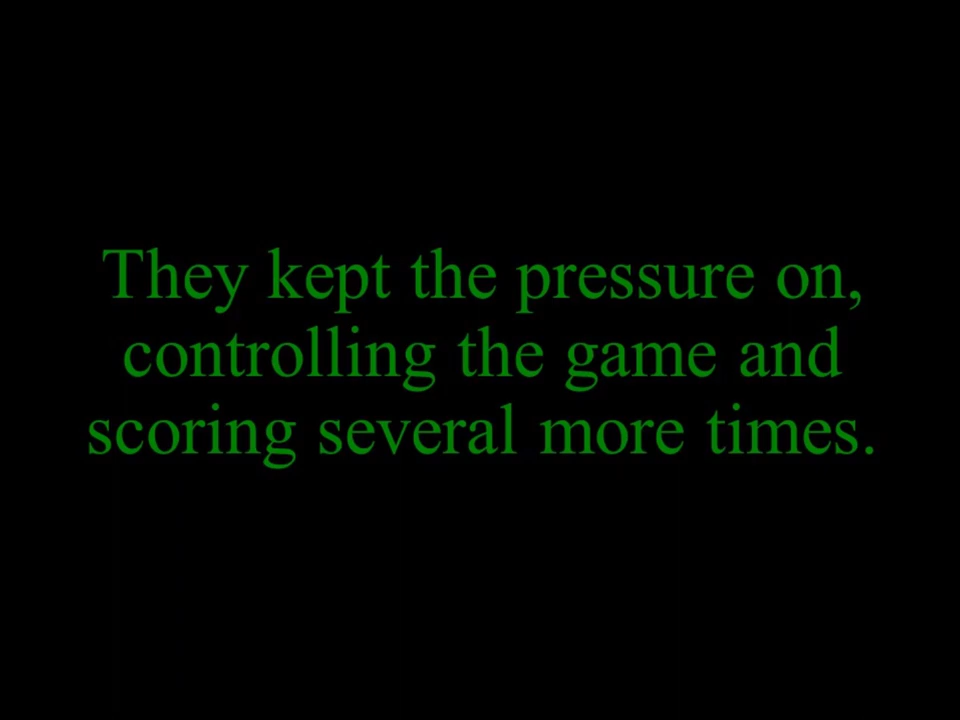 They kept the pressure on,
controlling the game and
scoring several more times.